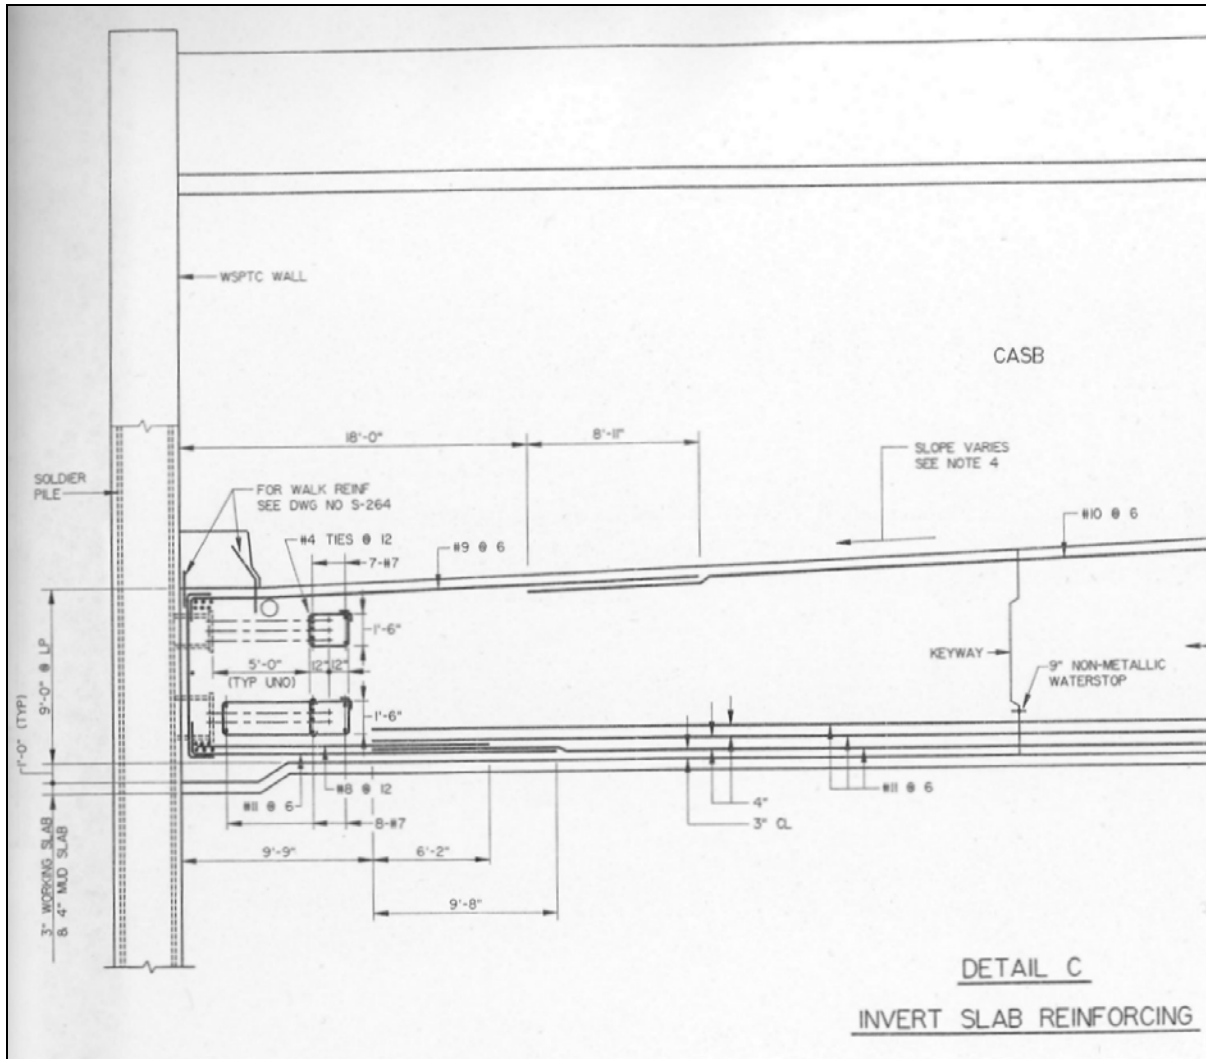 WSPTC WALL
CASB
18'-0"
8'-11"
SLOPE VARIES
SEE NOTE 4
SOLDIER
PILE
FOR WALK REINF
SEE DWG NO S-264
#4 TIES @ 12
#9 @ 6
#10 @ 6
7-#7
1'-6"
KEYWAY
5'-0"
12"
12"
(TYP UNO)
9" NON-METALLIC
WATERSTOP
9'-0" @ LP
1'-0" (TYP)
1'-6"
#8 @ 12
#11 @ 6
#11 @ 6
4"
3" CL
8-#7
9'-9"
6'-2"
9'-8"
3" WORKING SLAB
& 4" MUD SLAB
DETAIL C
INVERT SLAB REINFORCING